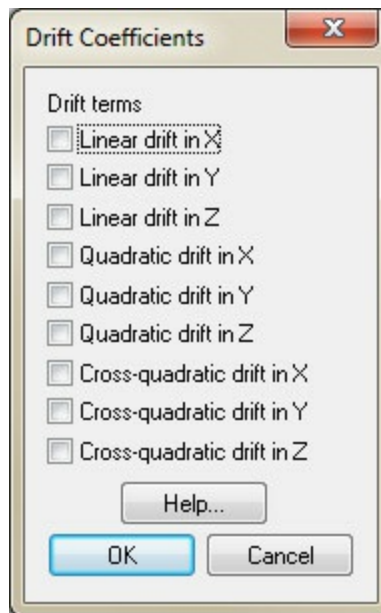 Drift Coefficients
Drift terms
Linear drift in X
Linear drift in Y
Linear drift in Z
Quadratic drift in X
Quadratic drift in Y
Quadratic drift in Z
Cross-quadratic drift in X
Cross-quadratic drift in Y
Cross-quadratic drift in Z
Help...
OK Cancel